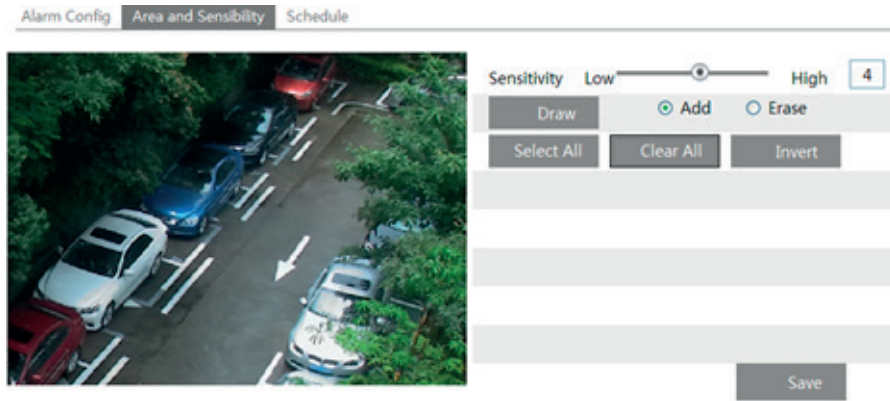 Alarm Config Area and Sensibility Schedule
Sensitivity Low High 4
Draw Add Erase
Select All Clear All Invert
Save